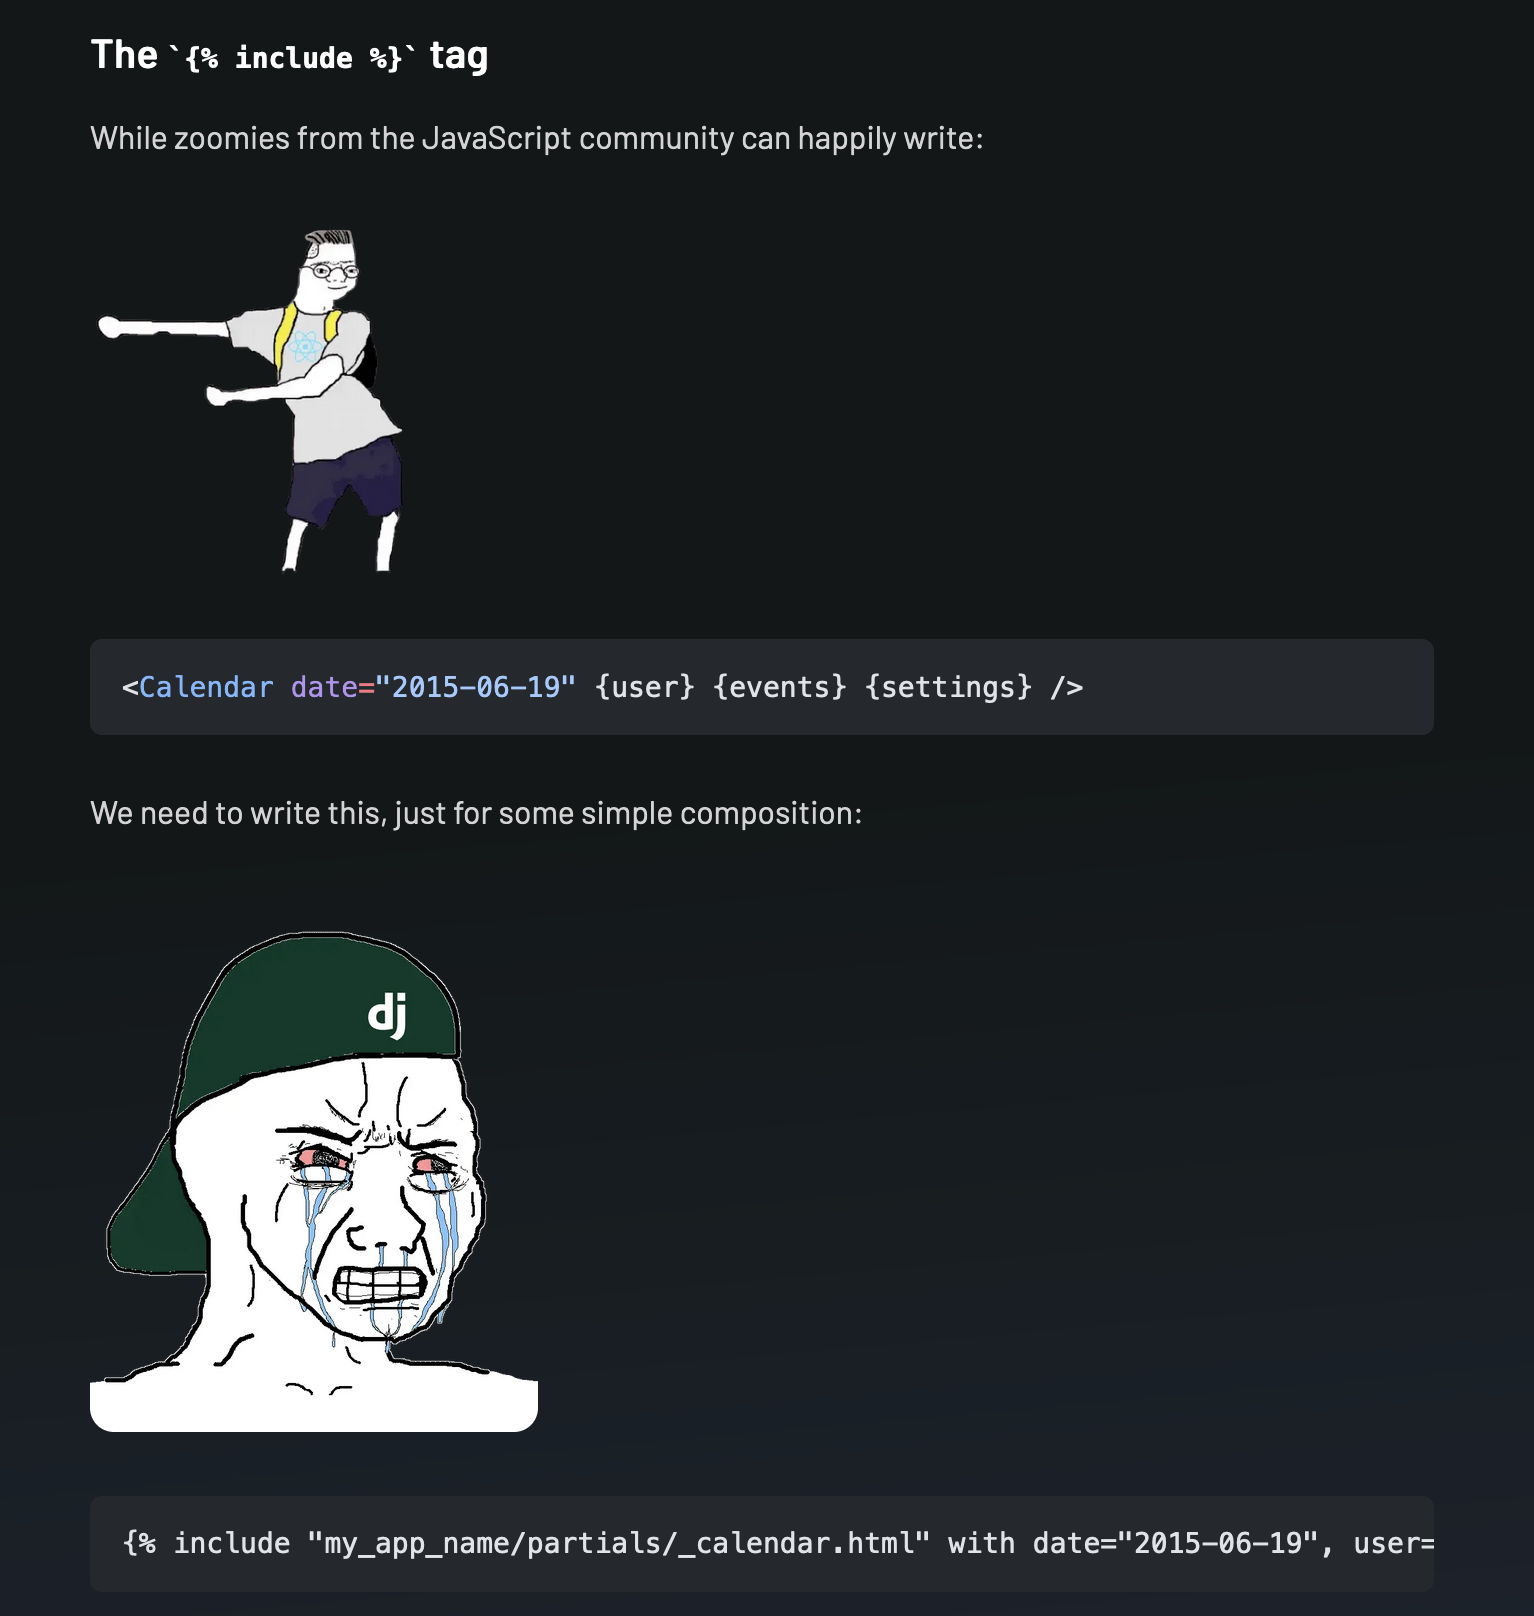 The `{% include %}` tag
While zoomies from the JavaScript community can happily write:
<Calendar date="2015-06-19" {user} {events} {settings} />
We need to write this, just for some simple composition:
dj
{% include "my_app_name/partials/_calendar.html" with date="2015-06-19", user=